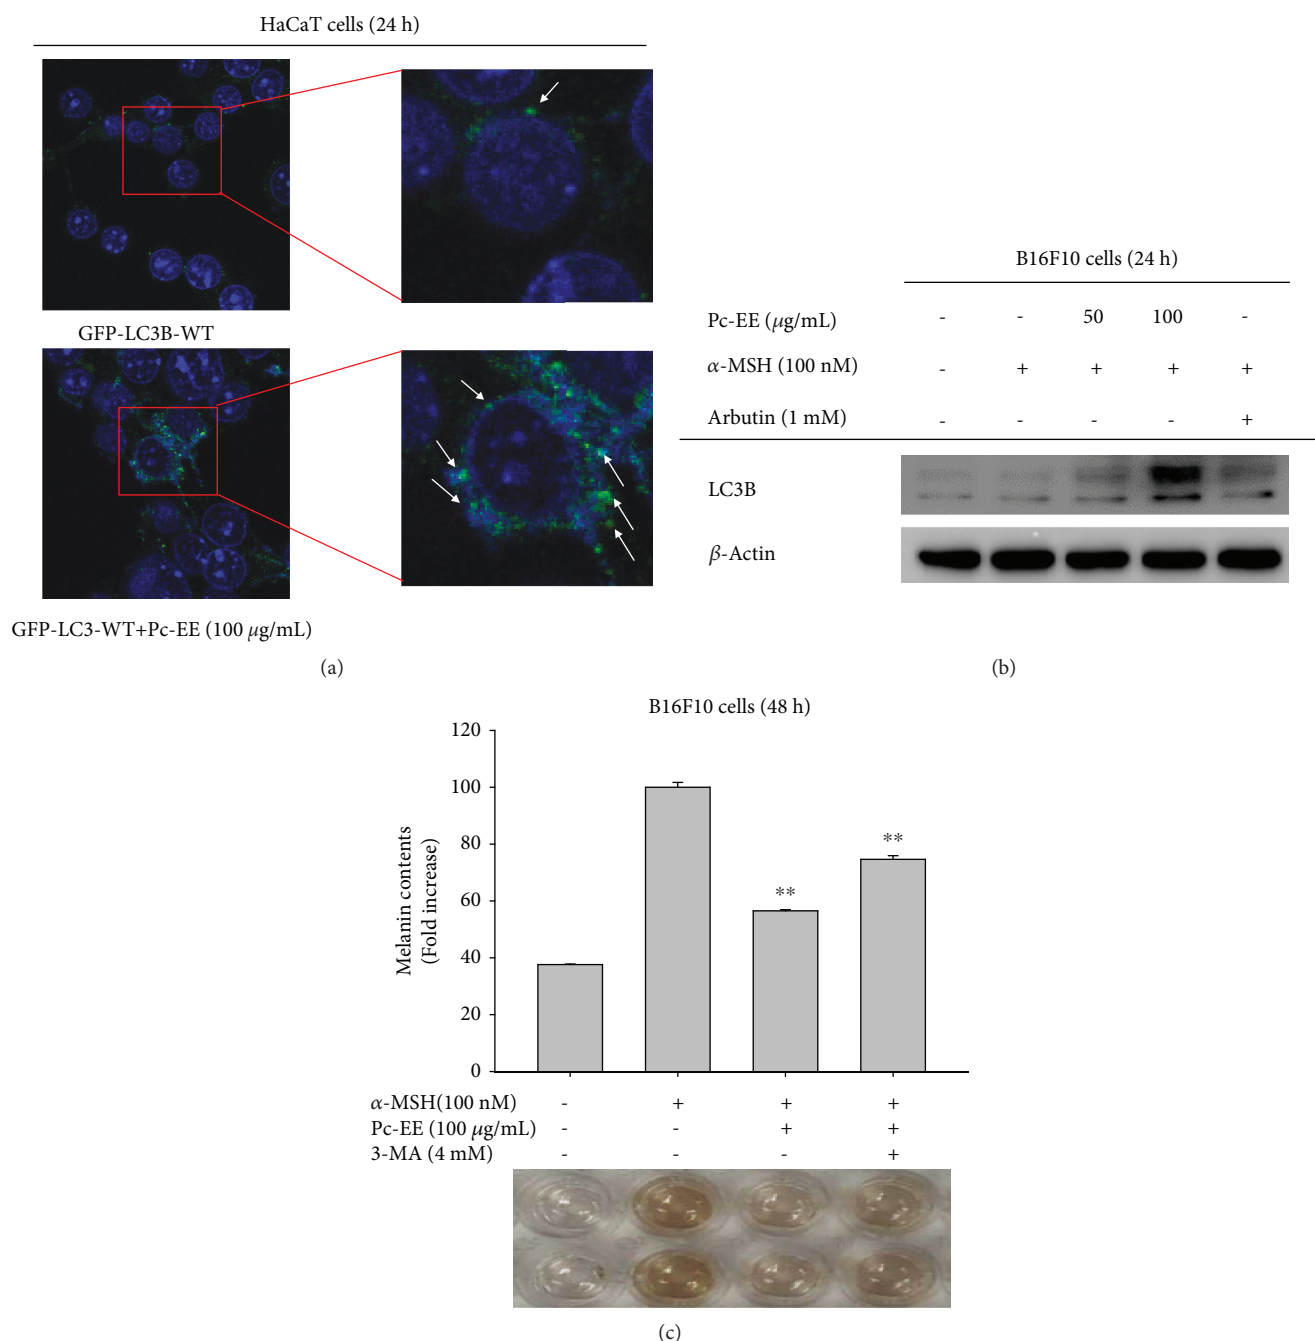 HaCaT cells (24 h)
GFP-LC3B-WT
GFP-LC3-WT+Pc-EE (100 μg/mL)
(a)
B16F10 cells (24 h)
Pc-EE (μg/mL) - - 50 100 -
α-MSH (100 nM) - + + + +
Arbutin (1 mM) - - - - +
LC3B
β-Actin
(b)
B16F10 cells (48 h)
120
100
80
60
40
20
0
Melanin contents
(Fold increase)
**
**
α-MSH(100 nM) - + + +
Pc-EE (100 μg/mL) - - + +
3-MA (4 mM) - - - +
(c)